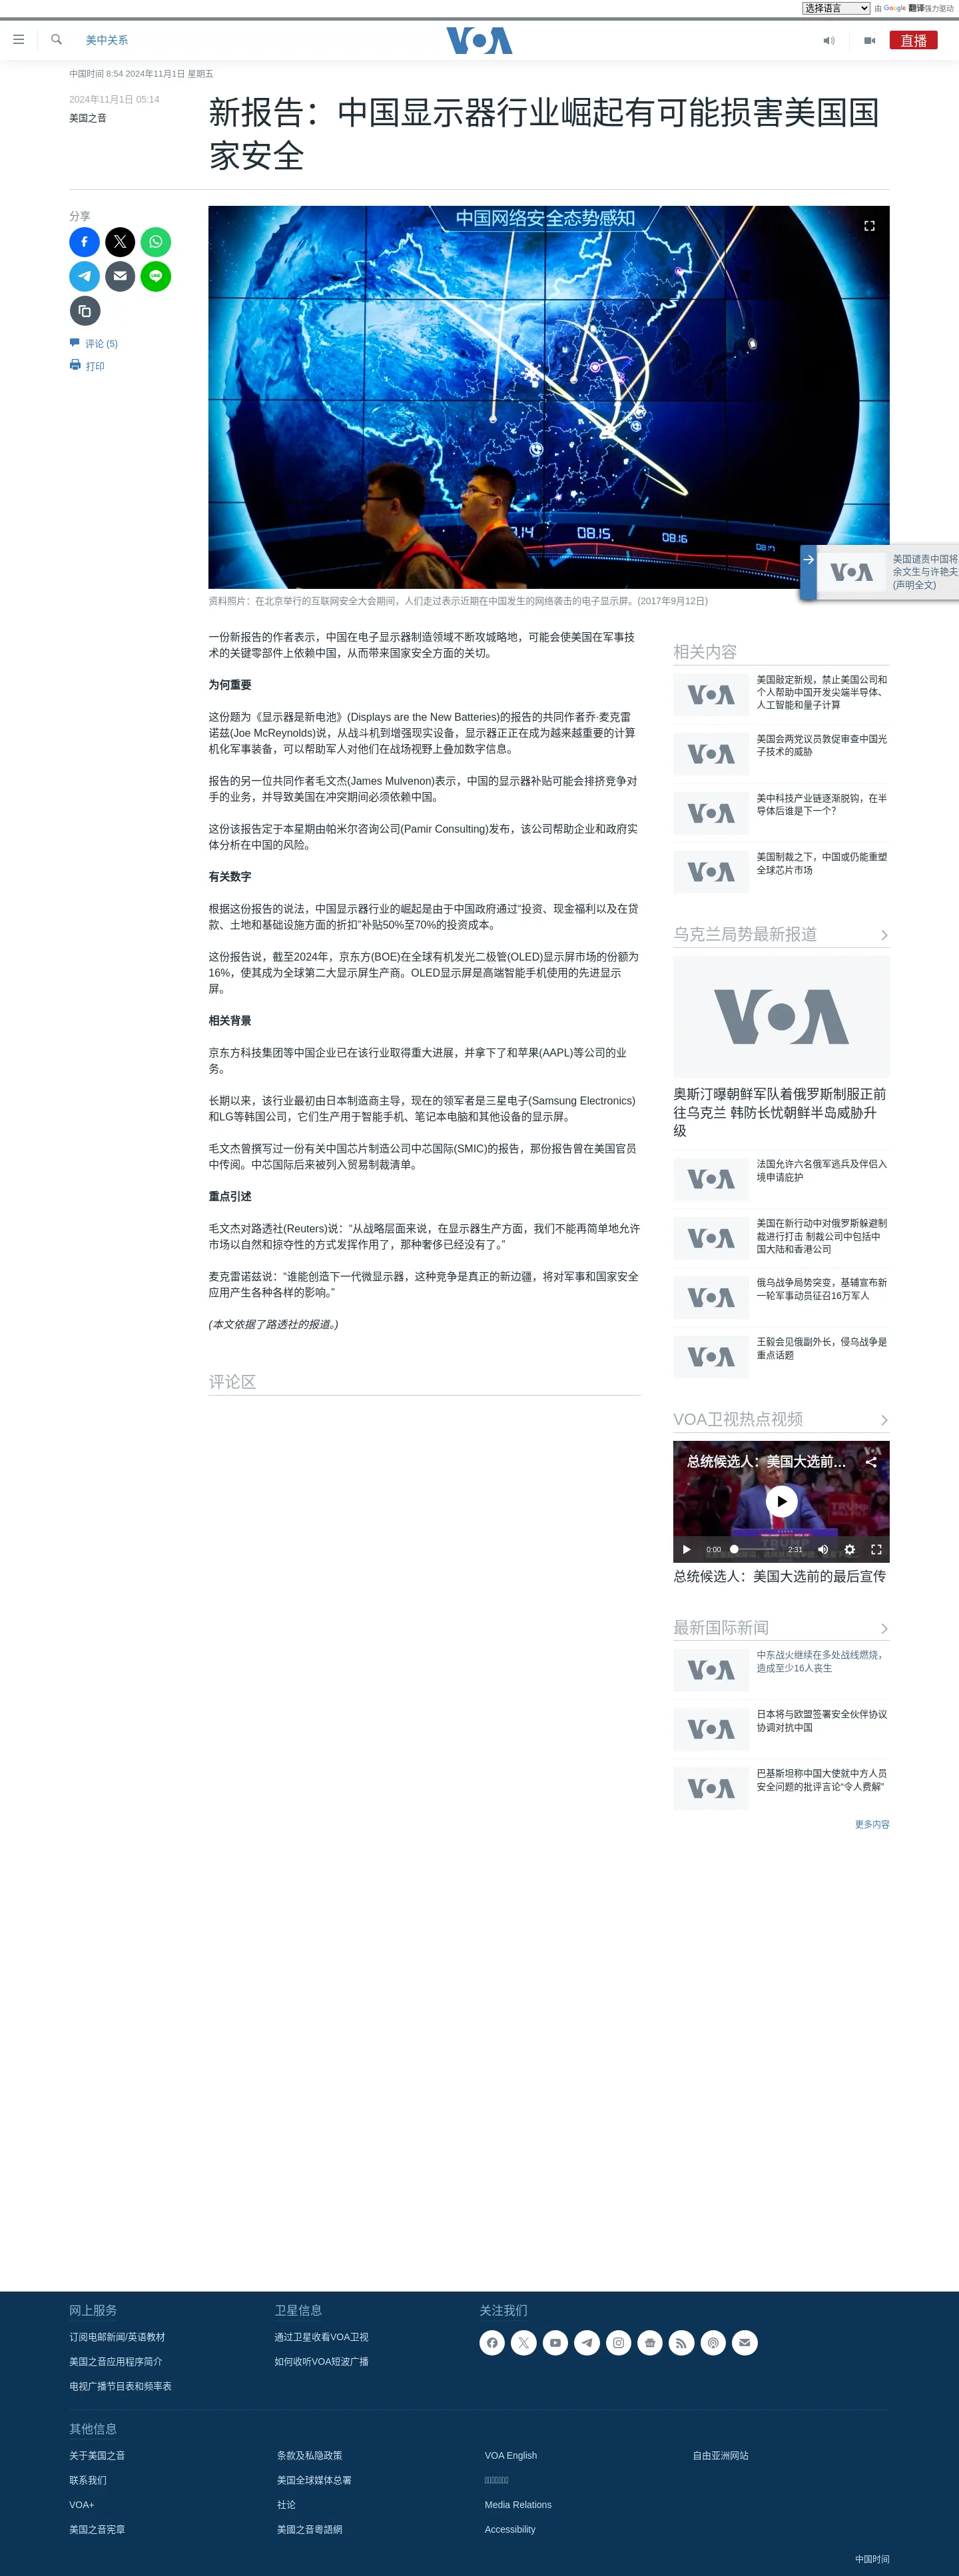 选择语言 由 Google 翻译强力驱动
美中关系
VOA
直播
中国时间 8:54 2024年11月1日 星期五
2024年11月1日 05:14
美国之音
新报告：中国显示器行业崛起有可能损害美国国
家安全
分享
评论 (5)
打印
中国网络安全态势感知
8.14 08.15. 08.16 08.17
资料照片：在北京举行的互联网安全大会期间，人们走过表示近期在中国发生的网络袭击的电子显示屏。(2017年9月12日)
VOA
美国谴责中国将
余文生与许艳夫
(声明全文)
一份新报告的作者表示，中国在电子显示器制造领域不断攻城略地，可能会使美国在军事技
术的关键零部件上依赖中国，从而带来国家安全方面的关切。
为何重要
这份题为《显示器是新电池》(Displays are the New Batteries)的报告的共同作者乔·麦克雷
诺兹(Joe McReynolds)说，从战斗机到增强现实设备，显示器正正在成为越来越重要的计算
机化军事装备，可以帮助军人对他们在战场视野上叠加数字信息。
报告的另一位共同作者毛文杰(James Mulvenon)表示，中国的显示器补贴可能会排挤竞争对
手的业务，并导致美国在冲突期间必须依赖中国。
这份该报告定于本星期由帕米尔咨询公司(Pamir Consulting)发布，该公司帮助企业和政府实
体分析在中国的风险。
有关数字
根据这份报告的说法，中国显示器行业的崛起是由于中国政府通过“投资、现金福利以及在贷
款、土地和基础设施方面的折扣”补贴50%至70%的投资成本。
这份报告说，截至2024年，京东方(BOE)在全球有机发光二极管(OLED)显示屏市场的份额为
16%，使其成为全球第二大显示屏生产商。OLED显示屏是高端智能手机使用的先进显示
屏。
相关背景
京东方科技集团等中国企业已在该行业取得重大进展，并拿下了和苹果(AAPL)等公司的业
务。
长期以来，该行业最初由日本制造商主导，现在的领军者是三星电子(Samsung Electronics)
和LG等韩国公司，它们生产用于智能手机、笔记本电脑和其他设备的显示屏。
毛文杰曾撰写过一份有关中国芯片制造公司中芯国际(SMIC)的报告，那份报告曾在美国官员
中传阅。中芯国际后来被列入贸易制裁清单。
重点引述
毛文杰对路透社(Reuters)说：“从战略层面来说，在显示器生产方面，我们不能再简单地允许
市场以自然和掠夺性的方式发挥作用了，那种奢侈已经没有了。”
麦克雷诺兹说：“谁能创造下一代微显示器，这种竞争是真正的新边疆，将对军事和国家安全
应用产生各种各样的影响。”
(本文依据了路透社的报道。)
评论区
相关内容
VOA
美国敲定新规，禁止美国公司和
个人帮助中国开发尖端半导体、
人工智能和量子计算
VOA
美国会两党议员敦促审查中国光
子技术的威胁
VOA
美中科技产业链逐渐脱钩，在半
导体后谁是下一个？
VOA
美国制裁之下，中国或仍能重塑
全球芯片市场
乌克兰局势最新报道
VOA
奥斯汀曝朝鲜军队着俄罗斯制服正前
往乌克兰 韩防长忧朝鲜半岛威胁升
级
VOA
法国允许六名俄军逃兵及伴侣入
境申请庇护
VOA
美国在新行动中对俄罗斯躲避制
裁进行打击 制裁公司中包括中
国大陆和香港公司
VOA
俄乌战争局势突变，基辅宣布新
一轮军事动员征召16万军人
VOA
王毅会见俄副外长，侵乌战争是
重点话题
VOA卫视热点视频
总统候选人：美国大选前...
VOA
TRUMP
0:00 2:31
总统候选人：美国大选前的最后宣传
最新国际新闻
VOA
中东战火继续在多处战线燃烧，
造成至少16人丧生
VOA
日本将与欧盟签署安全伙伴协议
协调对抗中国
VOA
巴基斯坦称中国大使就中方人员
安全问题的批评言论“令人费解”
更多内容
网上服务
订阅电邮新闻/英语教材
美国之音应用程序简介
电视广播节目表和频率表
卫星信息
通过卫星收看VOA卫视
如何收听VOA短波广播
关注我们
其他信息
关于美国之音
联系我们
VOA+
美国之音宪章
条款及私隐政策
美国全球媒体总署
社论
美國之音粵語網
VOA English
Media Relations
Accessibility
自由亚洲网站
中国时间